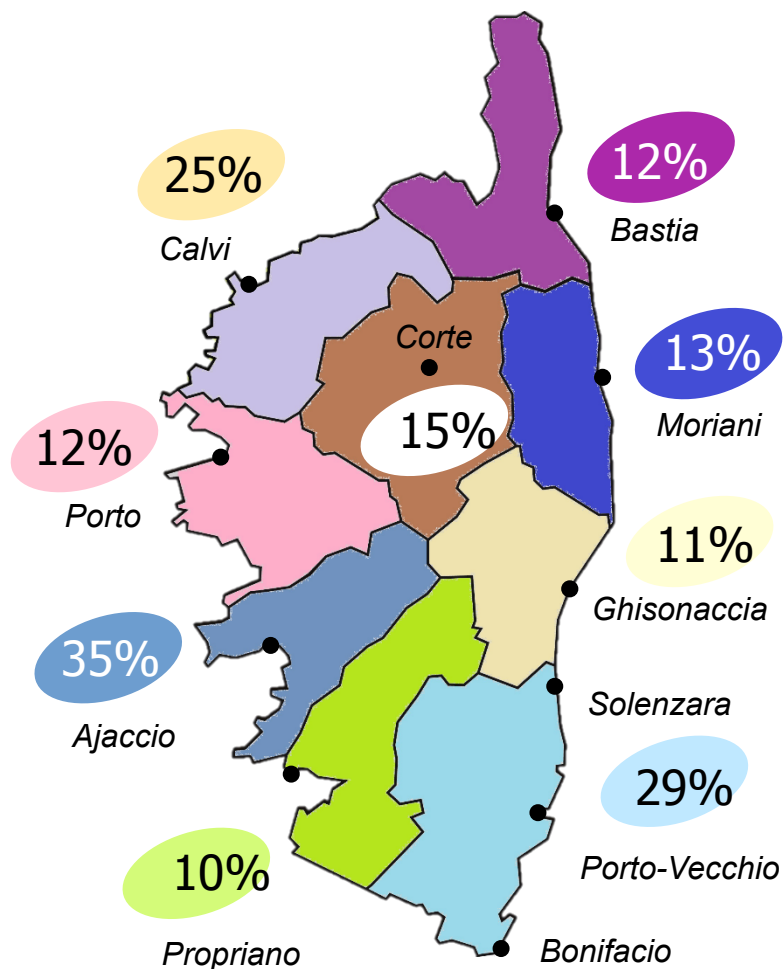 12%
Bastia
25%
Calvi
Corte
15%
13%
Moriani
12%
Porto
11%
Ghisonaccia
35%
Ajaccio
Solenzara
29%
Porto-Vecchio
10%
Propriano
Bonifacio